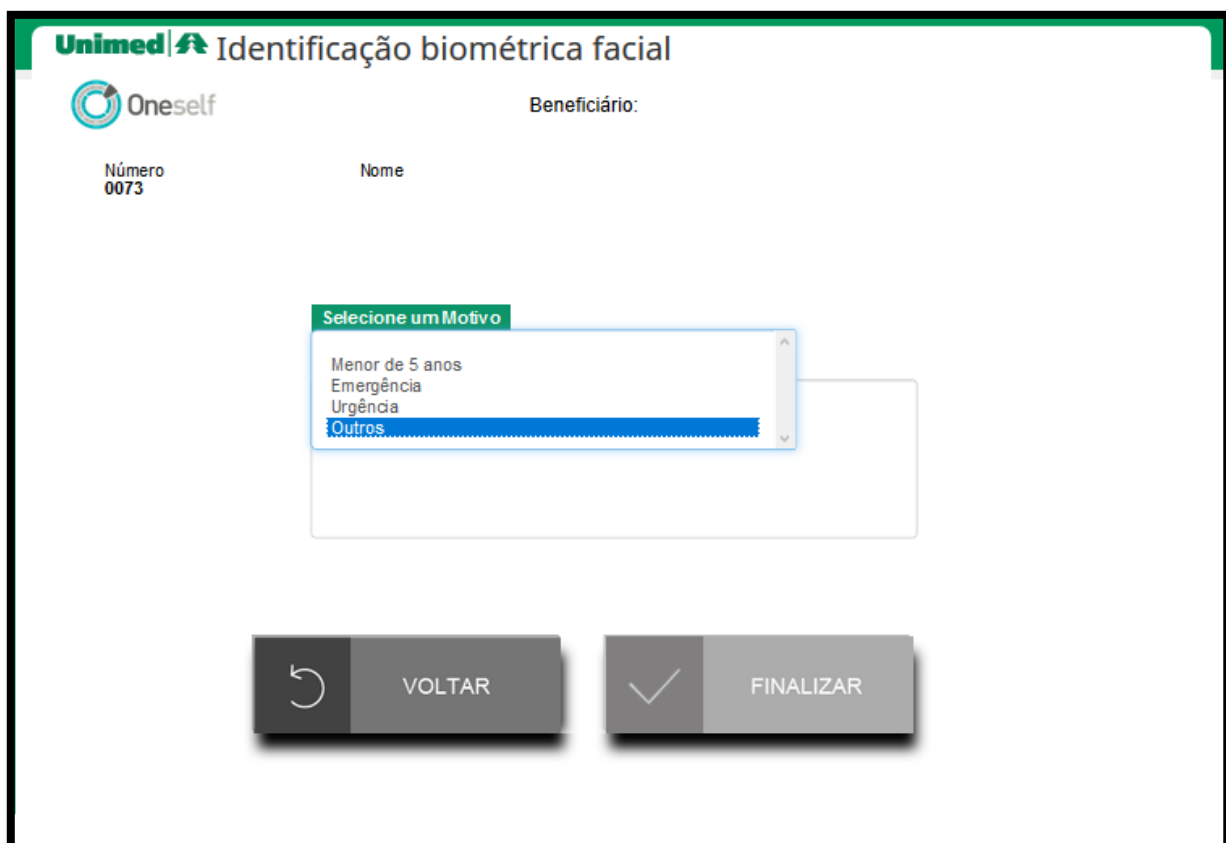 Unimed Identificação biométrica facial
Oneself
Beneficiário:
Número Nome
0073
Selecione um Motivo
Menor de 5 anos
Emergência
Urgência
Outros
VOLTAR FINALIZAR